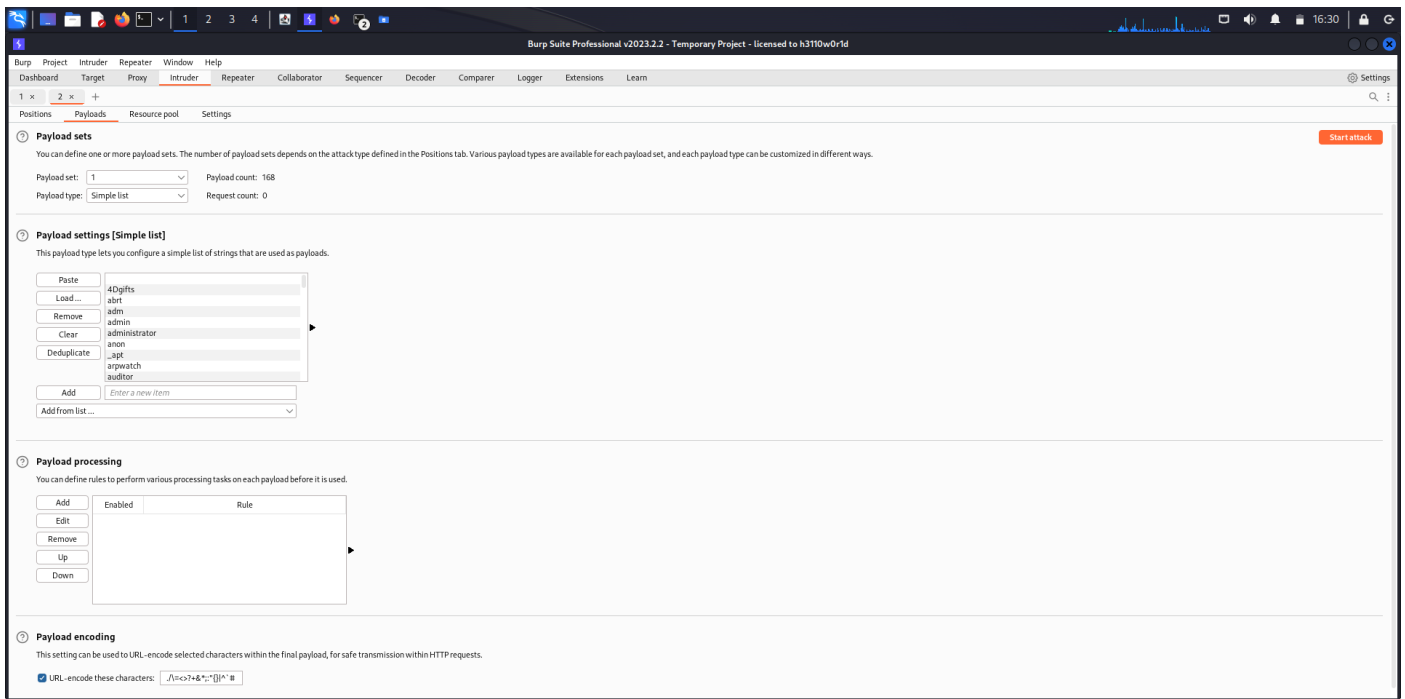 1 2 3 4 2 16:30
Burp Suite Professional v2023.2.2 - Temporary Project - licensed to h3110w0r1d
Burp Project Intruder Repeater Window Help
Dashboard Target Proxy Intruder Repeater Collaborator Sequencer Decoder Comparer Logger Extensions Learn Settings
1 × 2 × +
Positions Payloads Resource pool Settings
? Payload sets Start attack
You can define one or more payload sets. The number of payload sets depends on the attack type defined in the Positions tab. Various payload types are available for each payload set, and each payload type can be customized in different ways.
Payload set: 1 Payload count: 168
Payload type: Simple list Request count: 0
? Payload settings [Simple list]
This payload type lets you configure a simple list of strings that are used as payloads.
Paste
Load ...
Remove
Clear
Deduplicate
4Dgifts
abrt
adm
admin
administrator
anon
_apt
arpwatch
auditor
Add Enter a new item
Add from list ...
? Payload processing
You can define rules to perform various processing tasks on each payload before it is used.
Add Enabled Rule
Edit
Remove
Up
Down
? Payload encoding
This setting can be used to URL-encode selected characters within the final payload, for safe transmission within HTTP requests.
URL-encode these characters: ./\=<>?+&*;:"{}|^`#